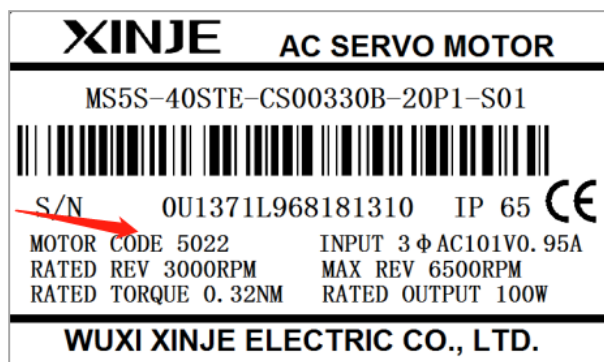 XINJE AC SERVO MOTOR
MS5S-40STE-CS00330B-20P1-S01
S/N 0U1371L968181310 IP 65 CE
MOTOR CODE 5022 INPUT 3ΦAC101V0.95A
RATED REV 3000RPM MAX REV 6500RPM
RATED TORQUE 0.32NM RATED OUTPUT 100W
WUXI XINJE ELECTRIC CO., LTD.